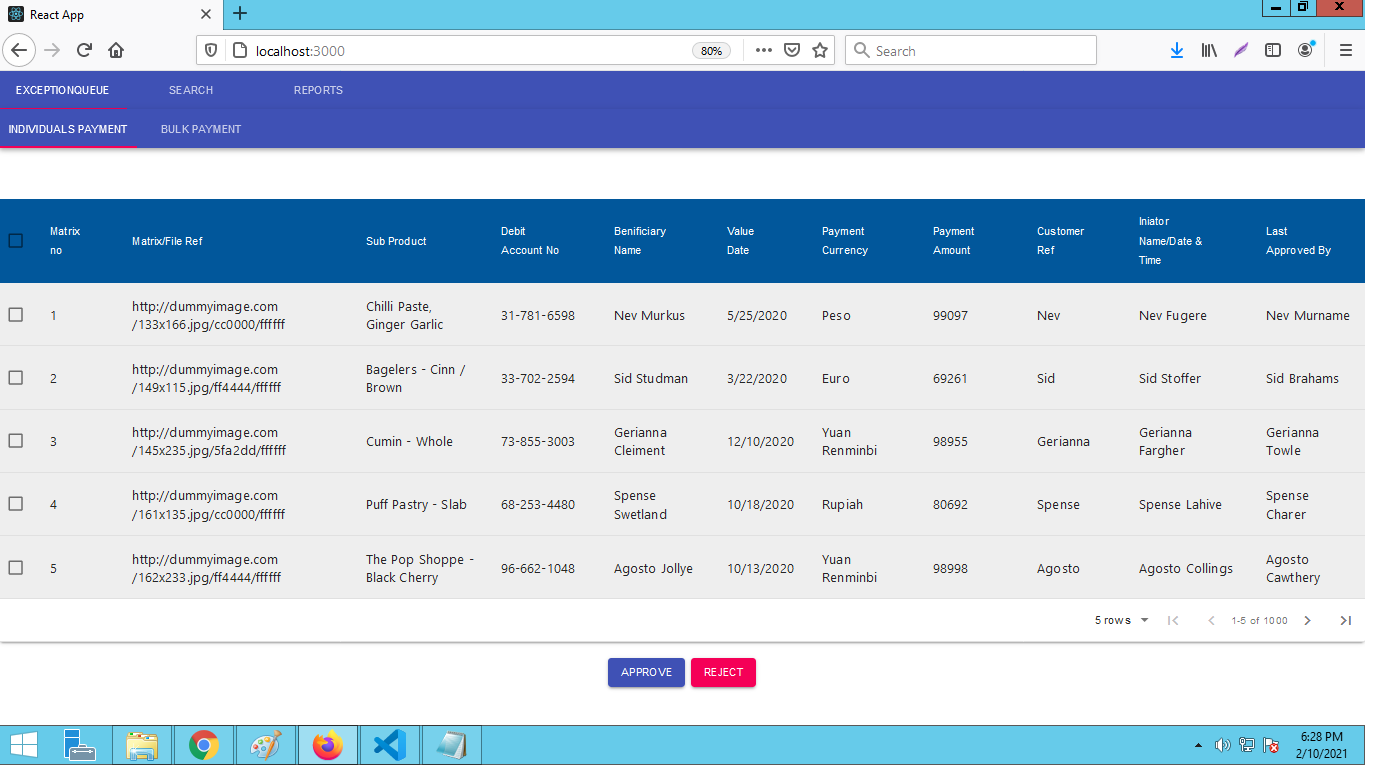 React App
localhost:3000
80%
Search
EXCEPTIONQUEUE SEARCH REPORTS
INDIVIDUALS PAYMENT BULK PAYMENT
Matrix no Matrix/File Ref Sub Product Debit Account No Benificiary Name Value Date Payment Currency Payment Amount Customer Ref Iniator Name/Date & Time Last Approved By
1 http://dummyimage.com/133x166.jpg/cc0000/ffffff Chilli Paste, Ginger Garlic 31-781-6598 Nev Murkus 5/25/2020 Peso 99097 Nev Nev Fugere Nev Murname
2 http://dummyimage.com/149x115.jpg/ff4444/ffffff Bagelers - Cinn / Brown 33-702-2594 Sid Studman 3/22/2020 Euro 69261 Sid Sid Stoffer Sid Brahams
3 http://dummyimage.com/145x235.jpg/5fa2dd/ffffff Cumin - Whole 73-855-3003 Gerianna Cleiment 12/10/2020 Yuan Renminbi 98955 Gerianna Gerianna Fargher Gerianna Towle
4 http://dummyimage.com/161x135.jpg/cc0000/ffffff Puff Pastry - Slab 68-253-4480 Spense Swetland 10/18/2020 Rupiah 80692 Spense Spense Lahive Spense Charer
5 http://dummyimage.com/162x233.jpg/ff4444/ffffff The Pop Shoppe - Black Cherry 96-662-1048 Agosto Jollye 10/13/2020 Yuan Renminbi 98998 Agosto Agosto Collings Agosto Cawthery
5 rows 1-5 of 1000
APPROVE REJECT
6:28 PM
2/10/2021